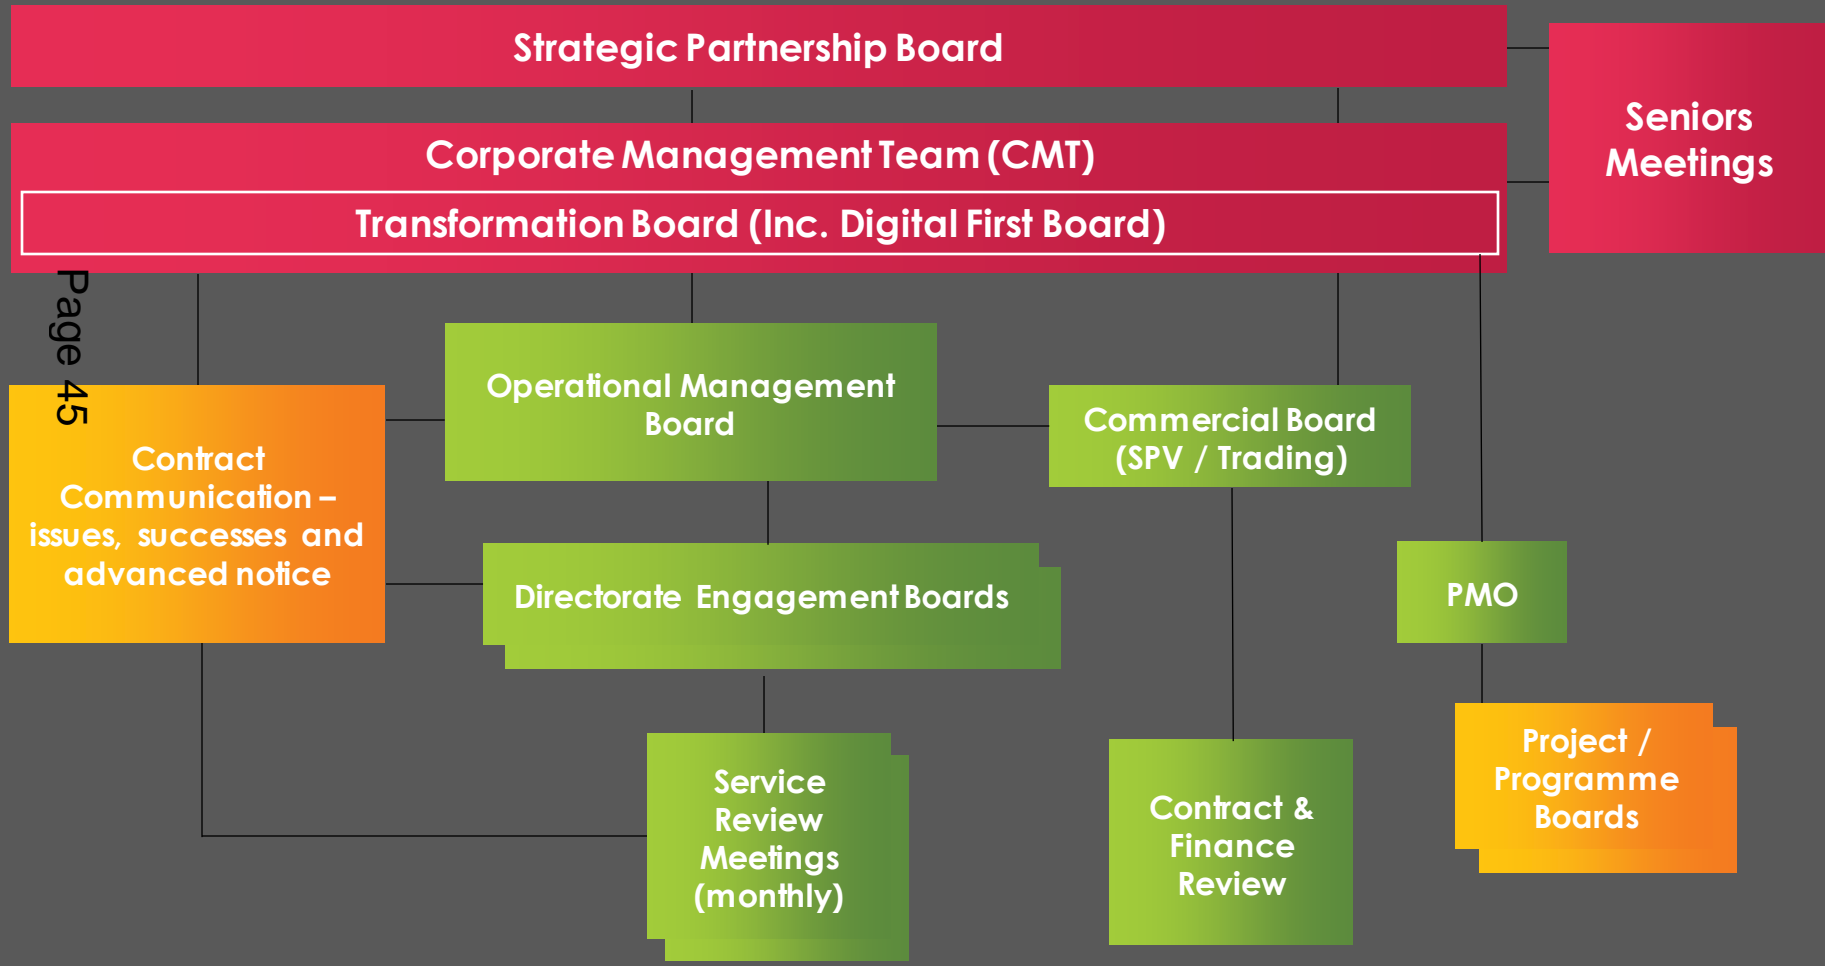 Strategic Partnership Board
Corporate Management Team (CMT)
Transformation Board (Inc. Digital First Board)
Seniors
Meetings
Page 45
Operational Management
Board
Commercial Board
(SPV / Trading)
Contract
Communication –
issues, successes and
advanced notice
Directorate Engagement Boards
PMO
Service
Review
Meetings
(monthly)
Contract &
Finance
Review
Project /
Programme
Boards